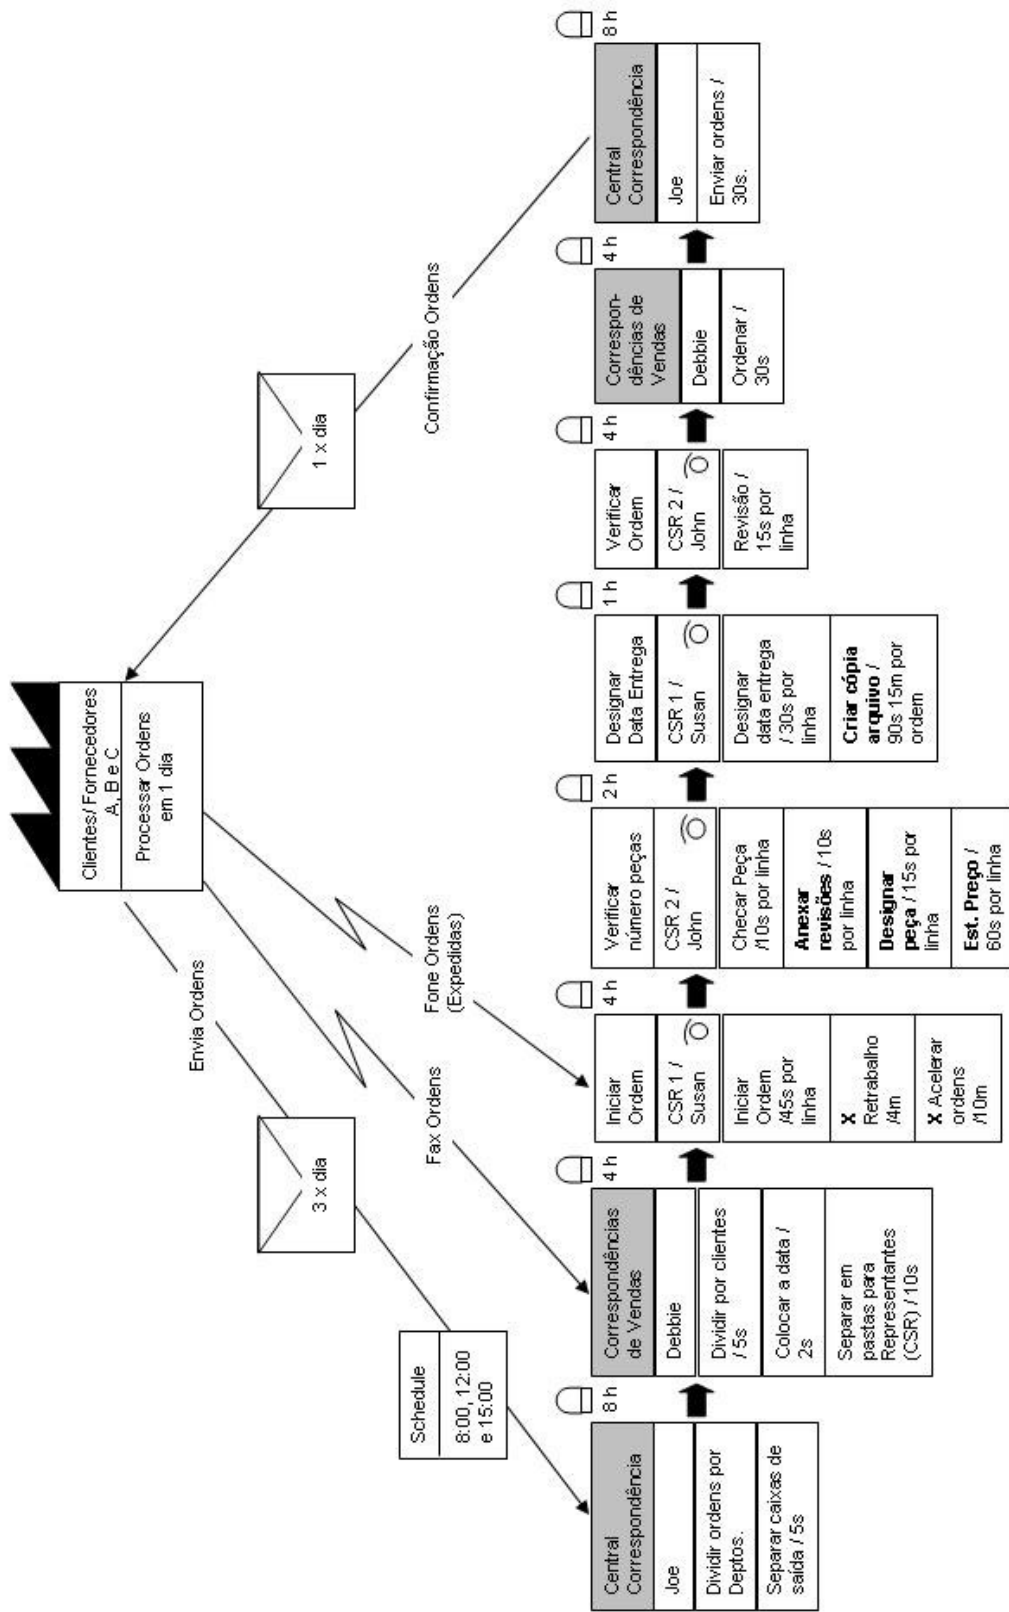 Clientes/ Fornecedores
A, B e C
Processar Ordens
em 1 dia
Envia Ordens
3 x dia
Schedule
8:00, 12:00
e 15:00
Fax Ordens
Fone Ordens
(Expedidas)
1 x dia
Confirmação Ordens
Central
Correspondência
Joe
Dividir ordens por
Deptos.
Separar caixas de
saída / 5s
8 h
Correspondências
de Vendas
Debbie
Dividir por clientes
/ 5s
Colocar a data /
2s
Separar em
pastas para
Representantes
(CSR) / 10s
4 h
Iniciar
Ordem
CSR1 /
Susan
Iniciar
Ordem
/45s por
linha
X
Retrabalho
/4m
X Acelerar
ordens
/10m
4 h
Verificar
número peças
CSR 2 /
John
Checar Peça
/10s por linha
Anexar
revisões / 10s
por linha
Designar
peça / 15s por
linha
Est. Preço /
60s por linha
2 h
Designar
Data Entrega
CSR 1 /
Susan
Designar
data entrega
/ 30s por
linha
Criar cópia
arquivo /
90s 15m por
ordem
1 h
Verificar
Ordem
CSR 2 /
John
Revisão /
15s por
linha
4 h
Correspon-
dências de
Vendas
Debbie
Ordenar /
30s
4 h
Central
Correspondência
Joe
Enviar ordens /
30s.
8 h